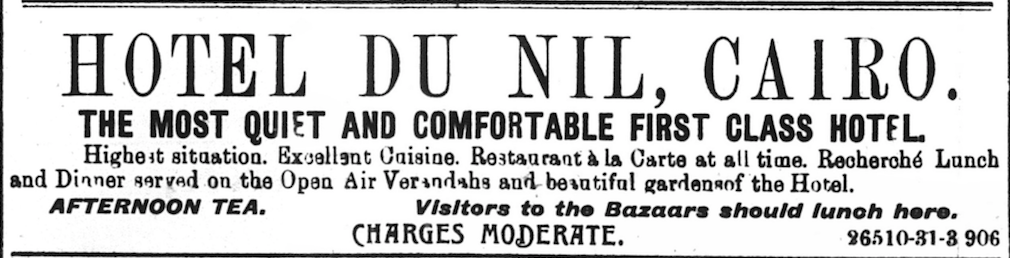 HOTEL DU NIL, CAIRO.
THE MOST QUIET AND COMFORTABLE FIRST CLASS HOTEL.
Highest situation. Excellent Cuisine. Restaurant à la Carte at all time. Recherché Lunch
and Dinner served on the Open Air Verandahs and beautiful gardensof the Hotel.
AFTERNOON TEA. Visitors to the Bazaars should lunch here.
CHARGES MODERATE. 26510-31-3 906